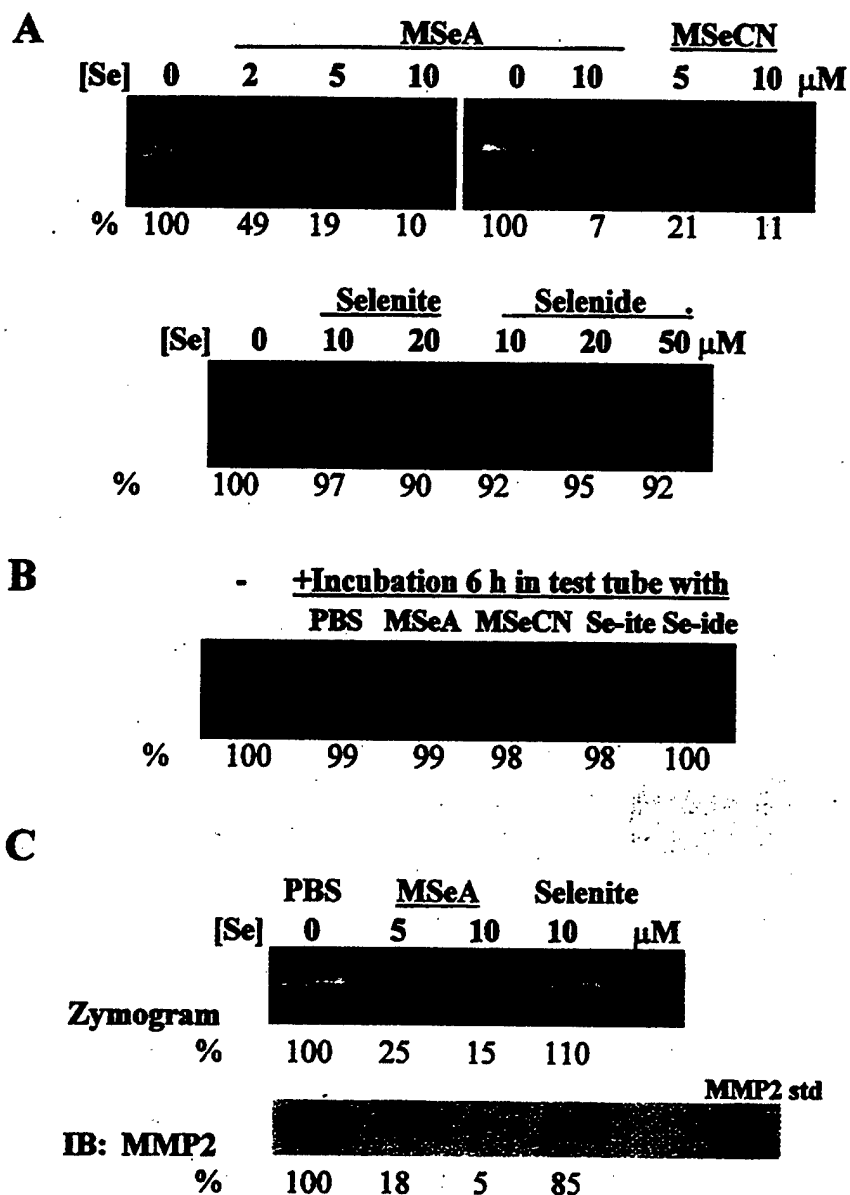 A
MSeA MSeCN
[Se] 0 2 5 10 0 10 5 10 μM
% 100 49 19 10 100 7 21 11
Selenite Selenide
[Se] 0 10 20 10 20 50 μM
% 100 97 90 92 95 92
B
- +Incubation 6 h in test tube with
PBS MSeA MSeCN Se-ite Se-ide
% 100 99 99 98 98 100
C
PBS MSeA Selenite
[Se] 0 5 10 10 μM
Zymogram
% 100 25 15 110
MMP2 std
IB: MMP2
% 100 18 5 85